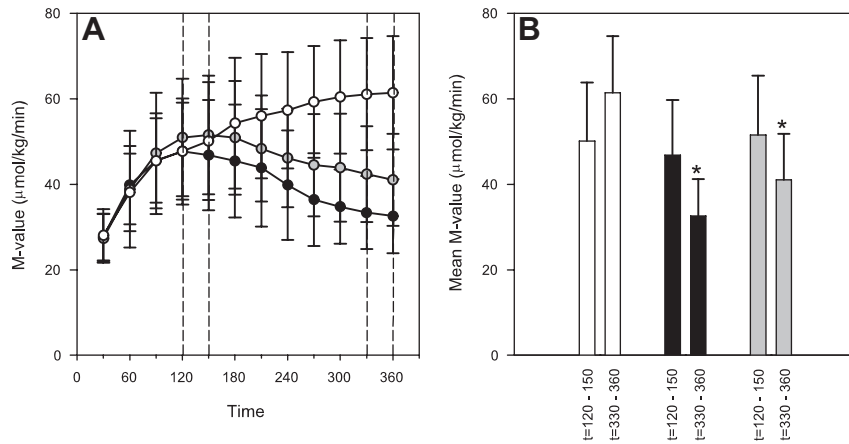 A
M-value (μmol/kg/min)
80
60
40
20
0
0 60 120 180 240 300 360
Time
B
Mean M-value (μmol/kg/min)
80
60
40
20
0
* *
t=120 - 150
t=330 - 360
t=120 - 150
t=330 - 360
t=120 - 150
t=330 - 360